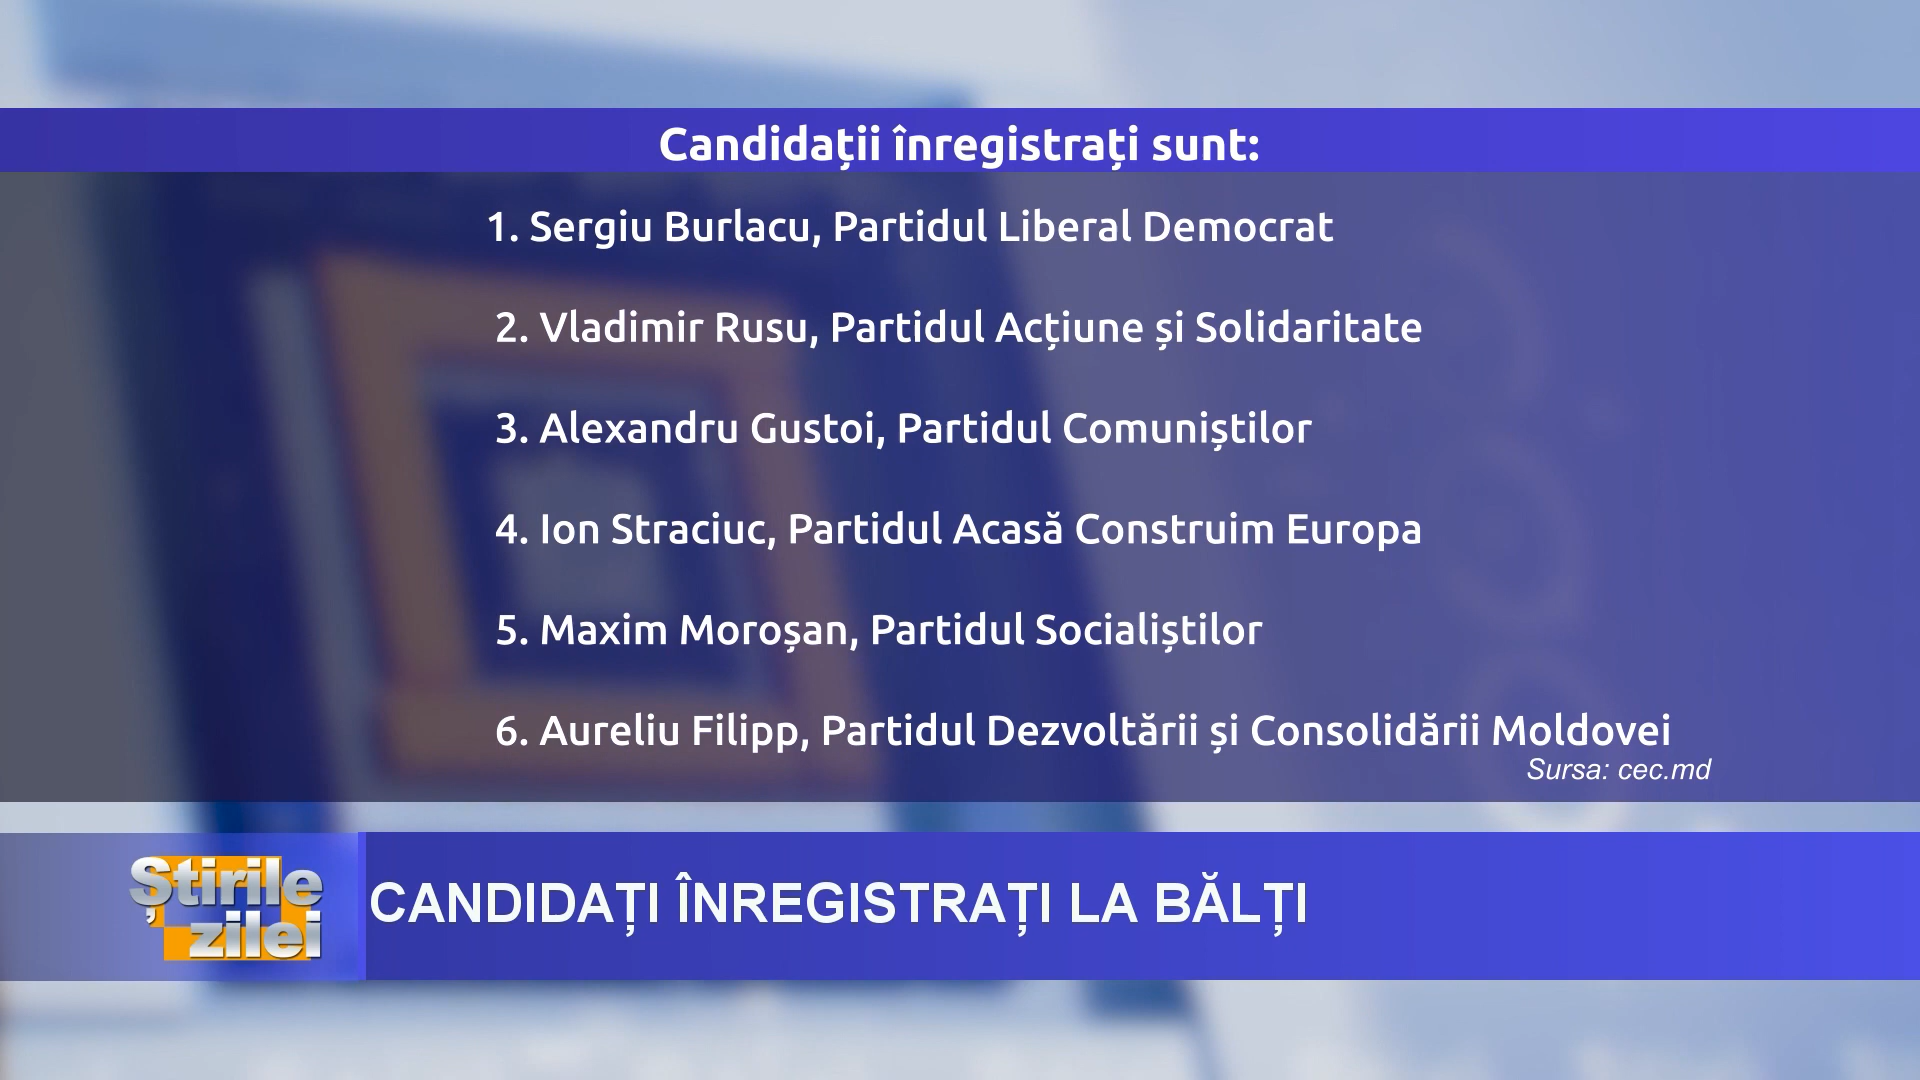 Candidații înregistrați sunt:
1. Sergiu Burlacu, Partidul Liberal Democrat
2. Vladimir Rusu, Partidul Acțiune și Solidaritate
3. Alexandru Gustoi, Partidul Comuniștilor
4. Ion Straciuc, Partidul Acasă Construim Europa
5. Maxim Moroșan, Partidul Socialiștilor
6. Aureliu Filipp, Partidul Dezvoltării și Consolidării Moldovei
Sursa: cec.md
Știrile
zilei
CANDIDAȚI ÎNREGISTRAȚI LA BĂLȚI